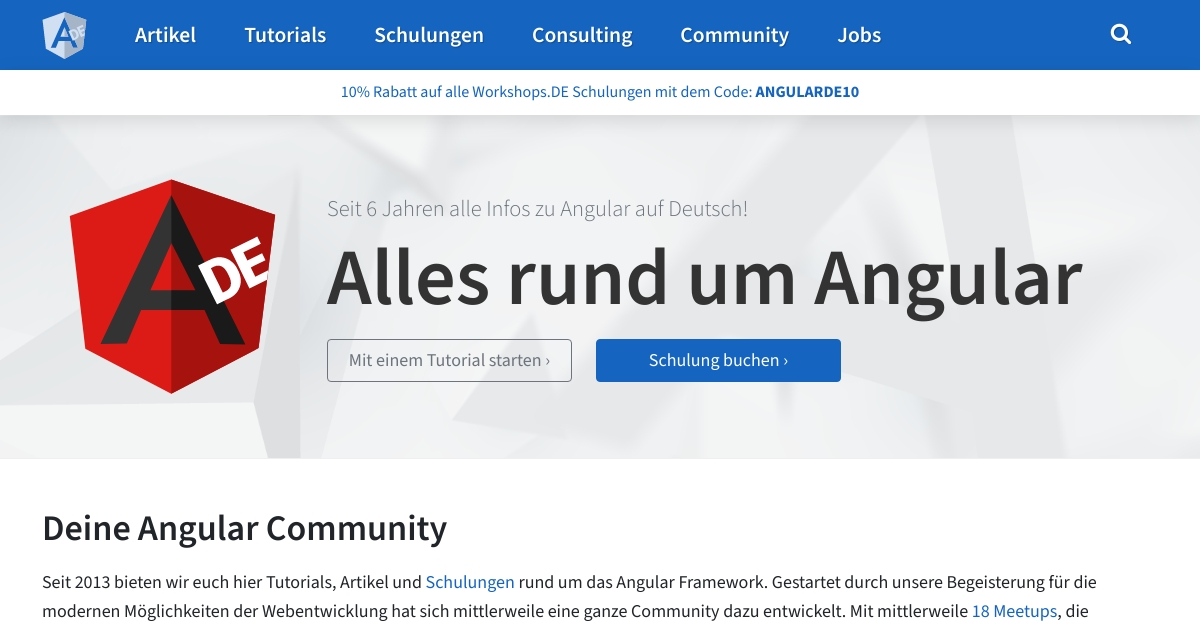 A DE
Artikel Tutorials Schulungen Consulting Community Jobs
10% Rabatt auf alle Workshops.DE Schulungen mit dem Code: ANGULARDE10
A DE
Seit 6 Jahren alle Infos zu Angular auf Deutsch!
Alles rund um Angular
Mit einem Tutorial starten › Schulung buchen ›
Deine Angular Community
Seit 2013 bieten wir euch hier Tutorials, Artikel und Schulungen rund um das Angular Framework. Gestartet durch unsere Begeisterung für die
modernen Möglichkeiten der Webentwicklung hat sich mittlerweile eine ganze Community dazu entwickelt. Mit mittlerweile 18 Meetups, die